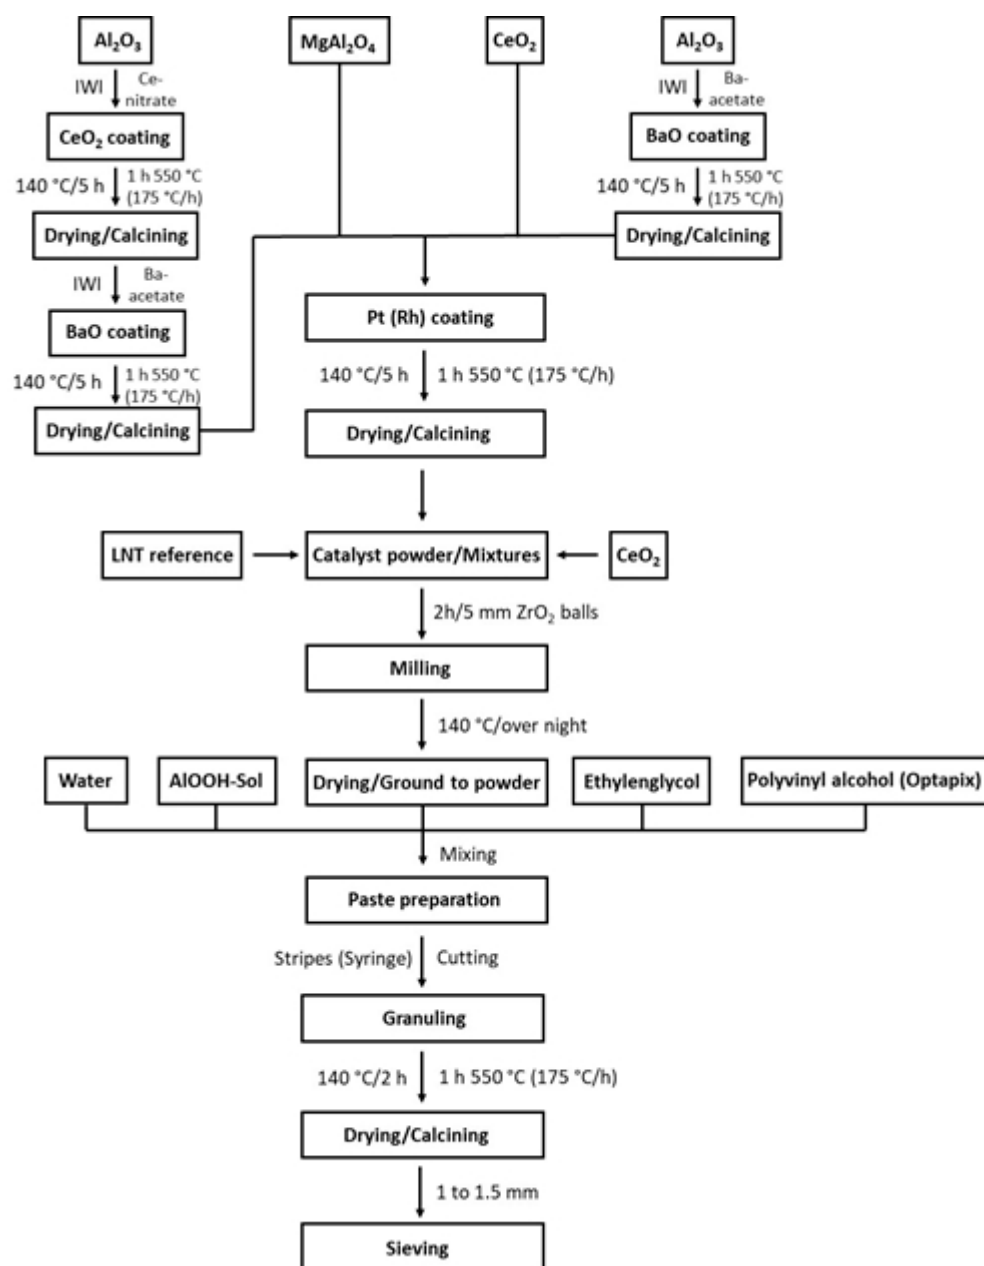 Al₂O₃
MgAl₂O₄
CeO₂
Al₂O₃
IWI
Ce-
nitrate
IWI
Ba-
acetate
CeO₂ coating
BaO coating
140 °C/5 h
1 h 550 °C
(175 °C/h)
140 °C/5 h
1 h 550 °C
(175 °C/h)
Drying/Calcining
Drying/Calcining
IWI
Ba-
acetate
BaO coating
Pt (Rh) coating
140 °C/5 h
1 h 550 °C
(175 °C/h)
140 °C/5 h
1 h 550 °C (175 °C/h)
Drying/Calcining
Drying/Calcining
LNT reference
Catalyst powder/Mixtures
CeO₂
2h/5 mm ZrO₂ balls
Milling
140 °C/over night
Water
AlOOH-Sol
Drying/Ground to powder
Ethylenglycol
Polyvinyl alcohol (Optapix)
Mixing
Paste preparation
Stripes (Syringe)
Cutting
Granuling
140 °C/2 h
1 h 550 °C (175 °C/h)
Drying/Calcining
1 to 1.5 mm
Sieving